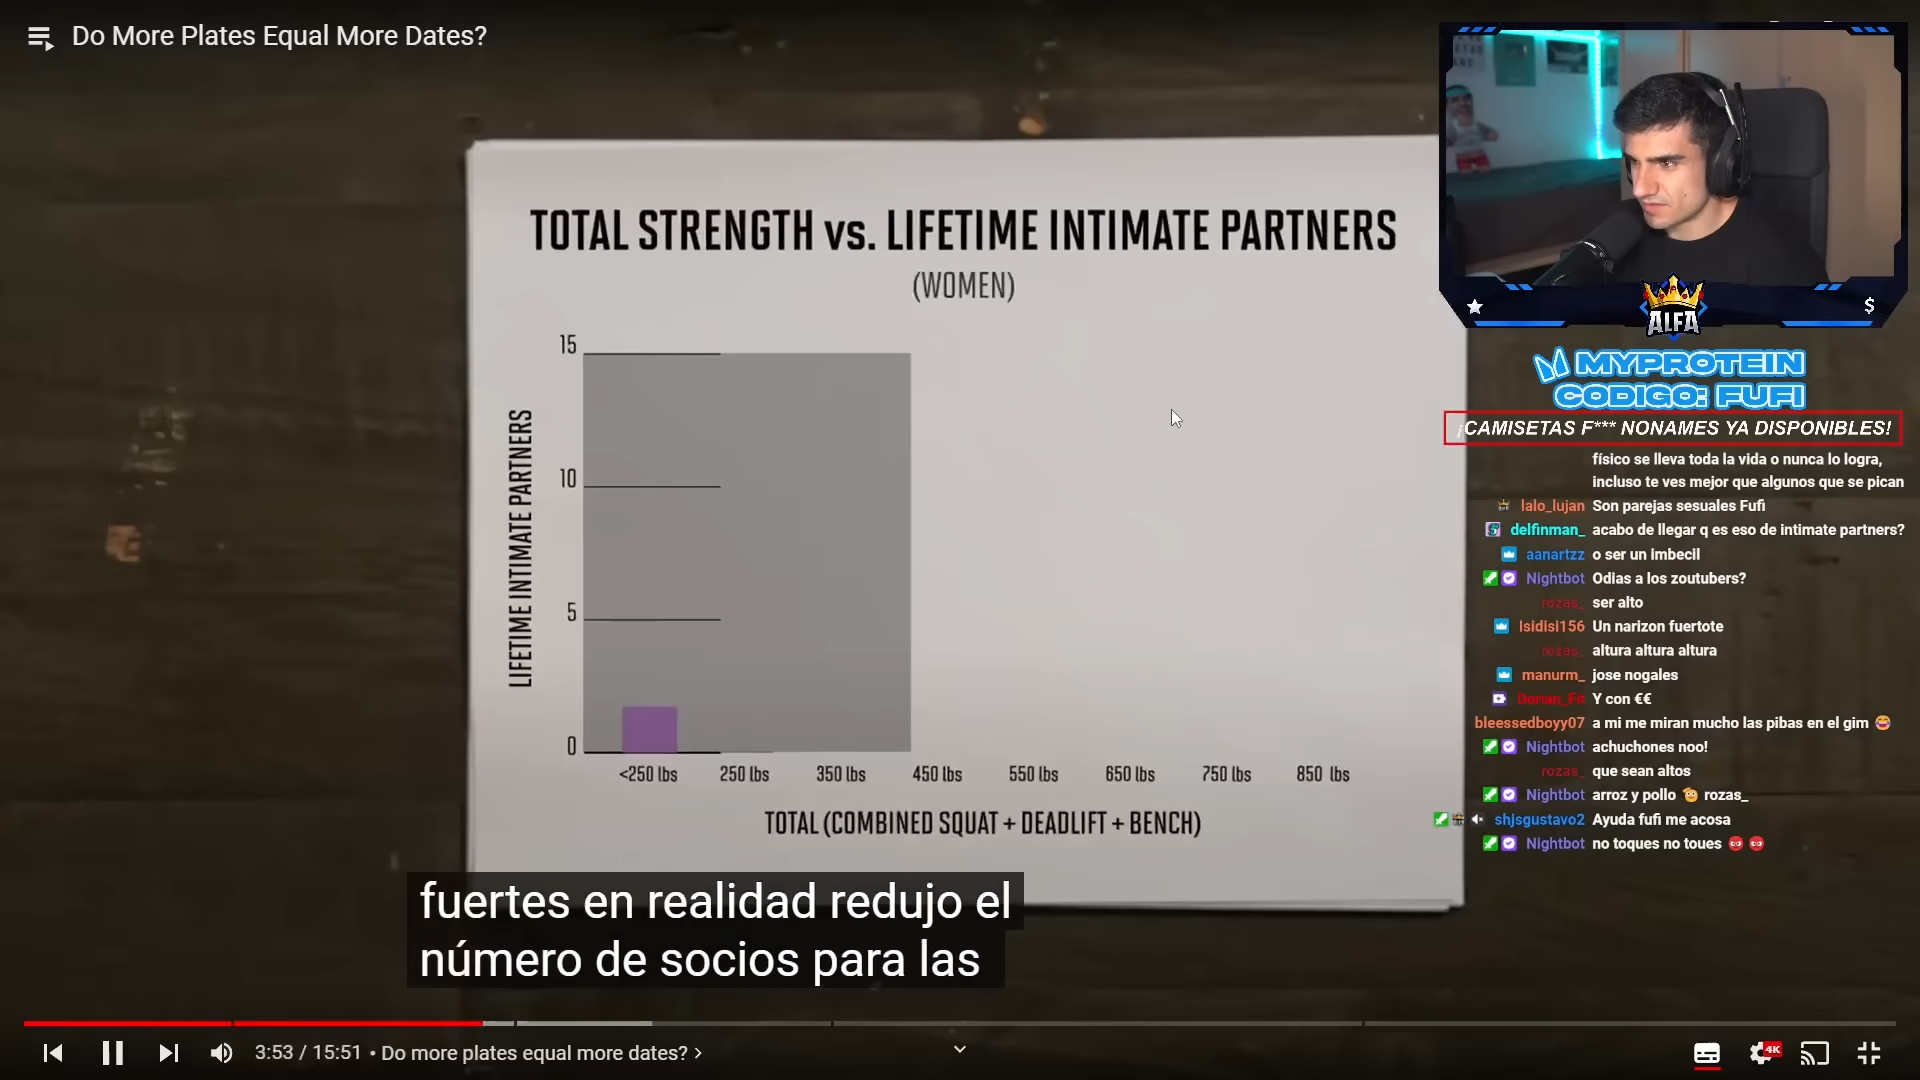 Do More Plates Equal More Dates?
TOTAL STRENGTH vs. LIFETIME INTIMATE PARTNERS
(WOMEN)
15
10
5
0
LIFETIME INTIMATE PARTNERS
<250 lbs 250 lbs 350 lbs 450 lbs 550 lbs 650 lbs 750 lbs 850 lbs
TOTAL (COMBINED SQUAT + DEADLIFT + BENCH)
fuertes en realidad redujo el
número de socios para las
3:53 / 15:51 • Do more plates equal more dates? >
4K
$
ALFA
MYPROTEIN
CODIGO: FUFI
¡CAMISETAS F*** NONAMES YA DISPONIBLES!
físico se lleva toda la vida o nunca lo logra,
incluso te ves mejor que algunos que se pican
lalo_lujan Son parejas sesuales Fufi
delfinman_ acabo de llegar q es eso de intimate partners?
aanartzz o ser un imbecil
Nightbot Odias a los zoutubers?
rozas_ ser alto
Isidisi156 Un narizon fuertote
rozas_ altura altura altura
manurm_ jose nogales
Dorian_Fit Y con €€
bleessedboyy07 a mi me miran mucho las pibas en el gim 😂
Nightbot achuchones noo!
rozas_ que sean altos
Nightbot arroz y pollo rozas_
shjsgustavo2 Ayuda fufi me acosa
Nightbot no toques no toues